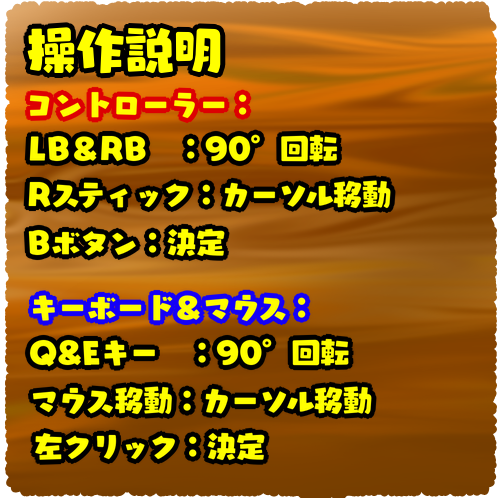 操作説明
コントローラー：
LB＆RB　：90°回転
Rスティック：カーソル移動
Bボタン：決定
キーボード＆マウス：
Q&Eキー　：90°回転
マウス移動：カーソル移動
左クリック：決定